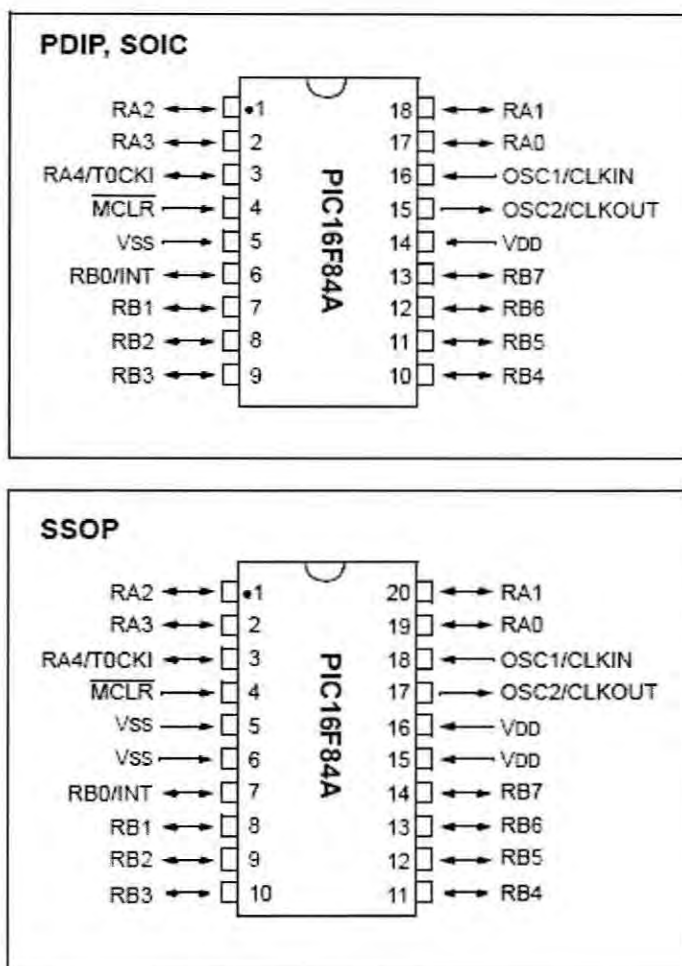 PDIP, SOIC
RA2 1 18 RA1
RA3 2 17 RA0
RA4/T0CKI 3 16 OSC1/CLKIN
MCLR 4 15 OSC2/CLKOUT
VSS 5 14 VDD
RB0/INT 6 13 RB7
RB1 7 12 RB6
RB2 8 11 RB5
RB3 9 10 RB4
PIC16F84A
SSOP
RA2 1 20 RA1
RA3 2 19 RA0
RA4/T0CKI 3 18 OSC1/CLKIN
MCLR 4 17 OSC2/CLKOUT
VSS 5 16 VDD
VSS 6 15 VDD
RB0/INT 7 14 RB7
RB1 8 13 RB6
RB2 9 12 RB5
RB3 10 11 RB4
PIC16F84A